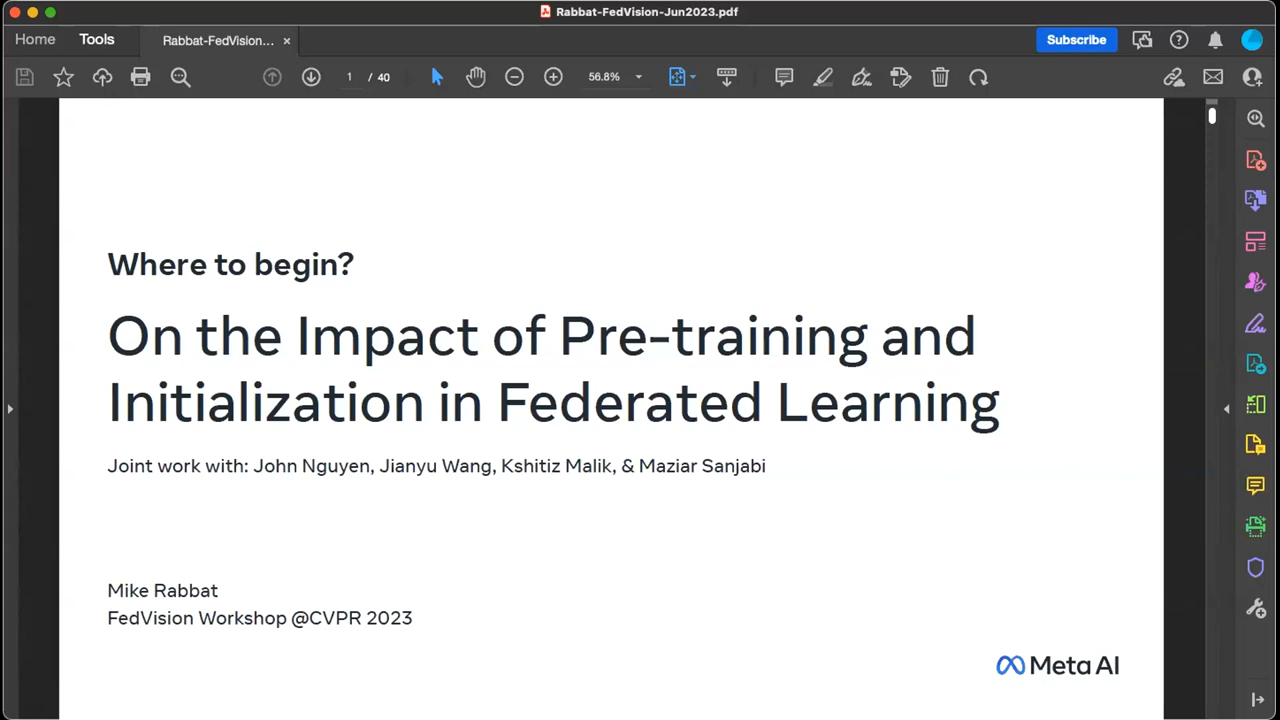 Rabbat-FedVision-Jun2023.pdf
Home Tools Rabbat-FedVision... × Subscribe
1 / 40 56.8%
Where to begin?
On the Impact of Pre-training and
Initialization in Federated Learning
Joint work with: John Nguyen, Jianyu Wang, Kshitiz Malik, & Maziar Sanjabi
Mike Rabbat
FedVision Workshop @CVPR 2023
Meta AI